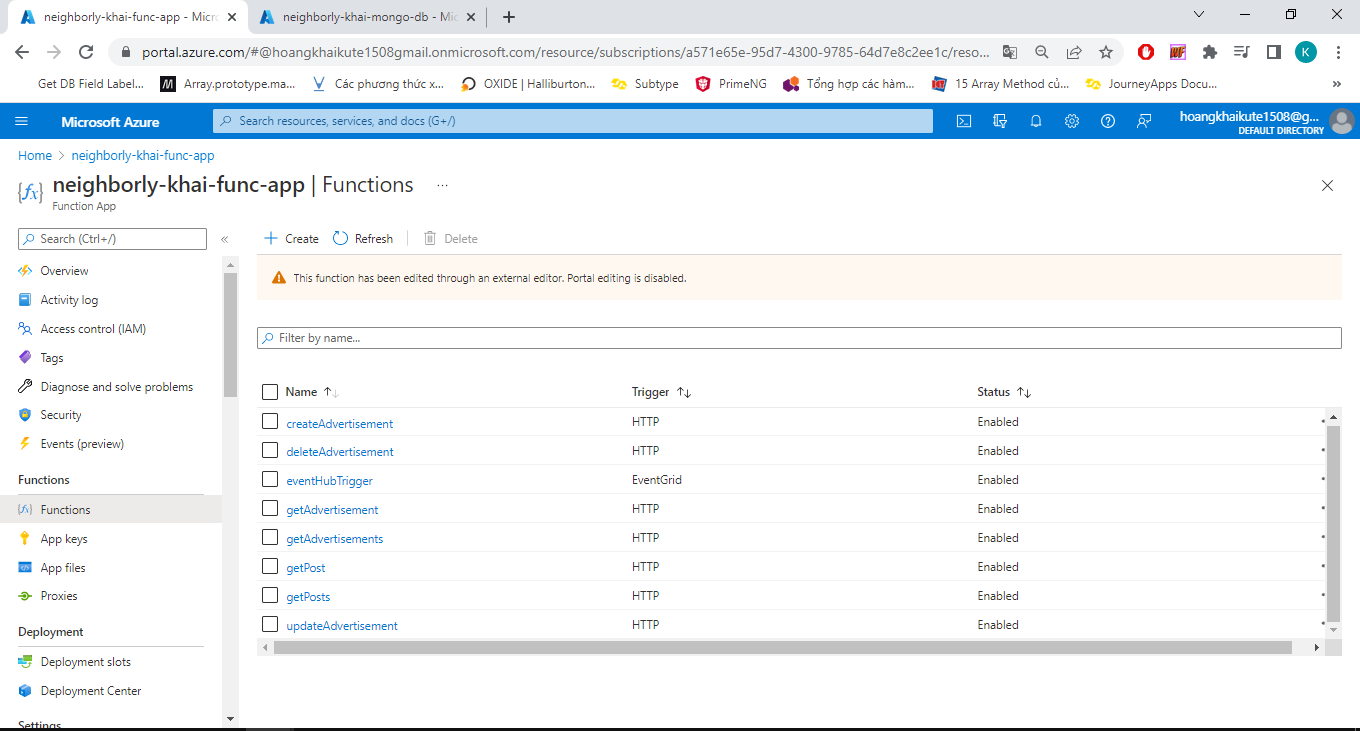 neighborly-khai-func-app - Micr
neighborly-khai-mongo-db - Mic
portal.azure.com/#@hoangkhaikute1508gmail.onmicrosoft.com/resource/subscriptions/a571e65e-95d7-4300-9785-64d7e8c2ee1c/reso...
K
Get DB Field Label...
M
Array.prototype.ma...
Các phương thức x...
OXIDE | Halliburton...
Subtype
PrimeNG
Tổng hợp các hàm...
15 Array Method củ...
JourneyApps Docu...
»
Microsoft Azure
Search resources, services, and docs (G+/)
hoangkhaikute1508@g...
DEFAULT DIRECTORY
Home > neighborly-khai-func-app
neighborly-khai-func-app | Functions ...
Function App
Search (Ctrl+/)
«
Create
Refresh
Delete
Overview
Activity log
Access control (IAM)
Tags
Diagnose and solve problems
Security
Events (preview)
Functions
Functions
App keys
App files
Proxies
Deployment
Deployment slots
Deployment Center
Settings
This function has been edited through an external editor. Portal editing is disabled.
Filter by name...
Name Trigger Status
createAdvertisement HTTP Enabled
deleteAdvertisement HTTP Enabled
eventHubTrigger EventGrid Enabled
getAdvertisement HTTP Enabled
getAdvertisements HTTP Enabled
getPost HTTP Enabled
getPosts HTTP Enabled
updateAdvertisement HTTP Enabled